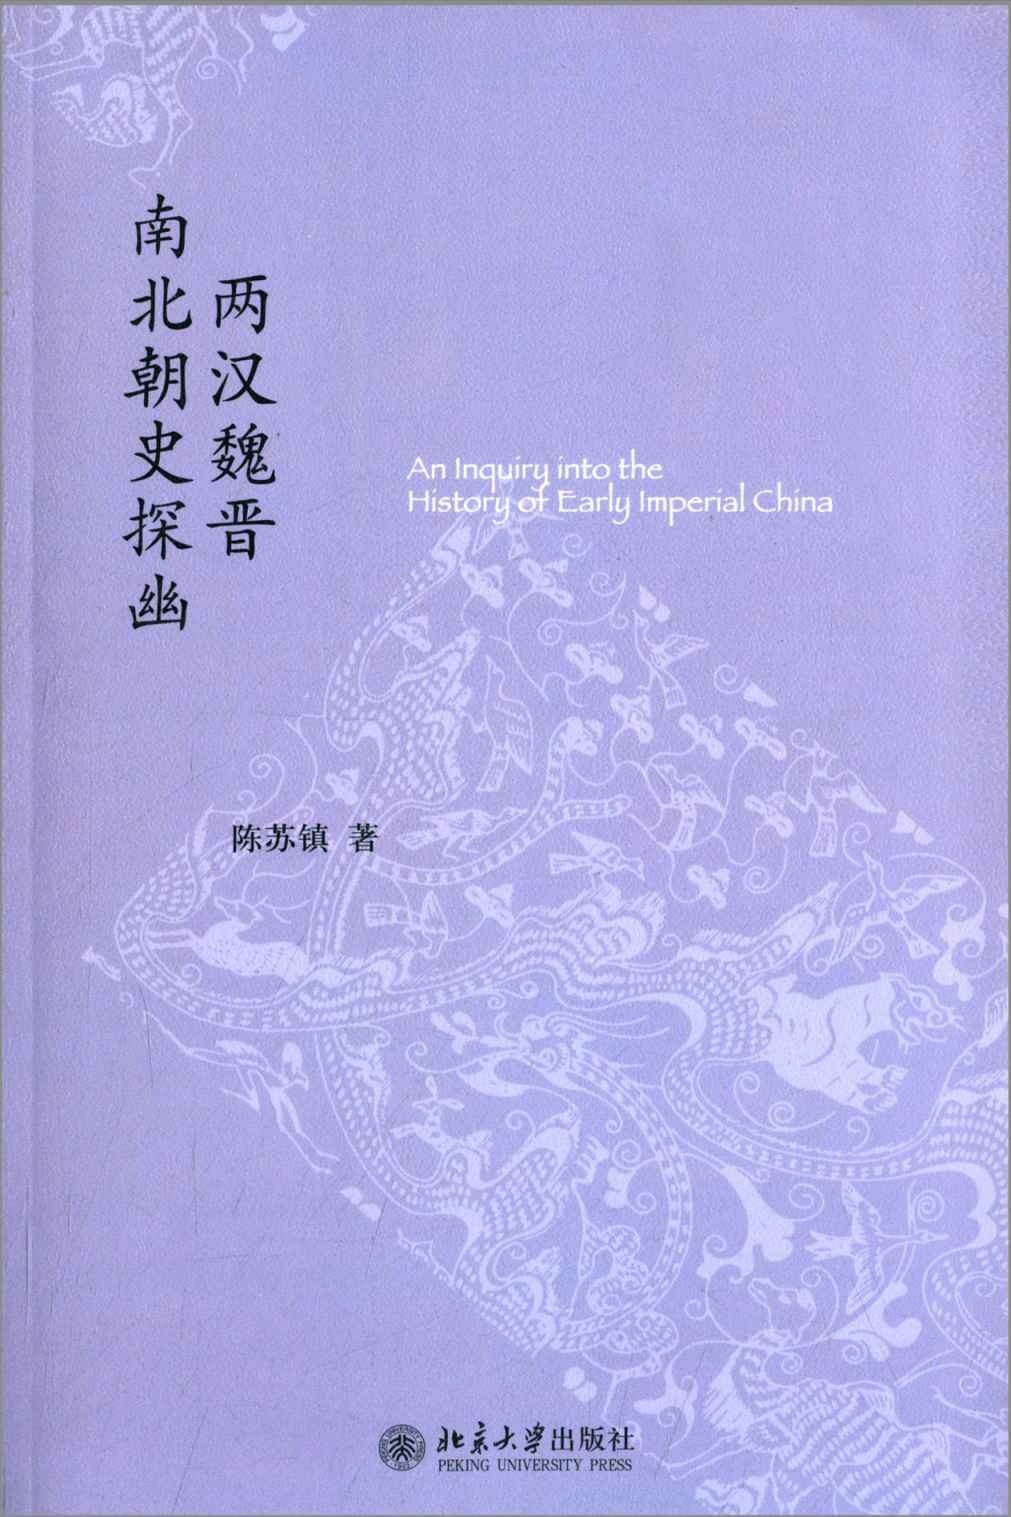 两汉魏晋
南北朝史探幽
An Inquiry into the
History of Early Imperial China
陈苏镇 著
北京大学出版社
PEKING UNIVERSITY PRESS